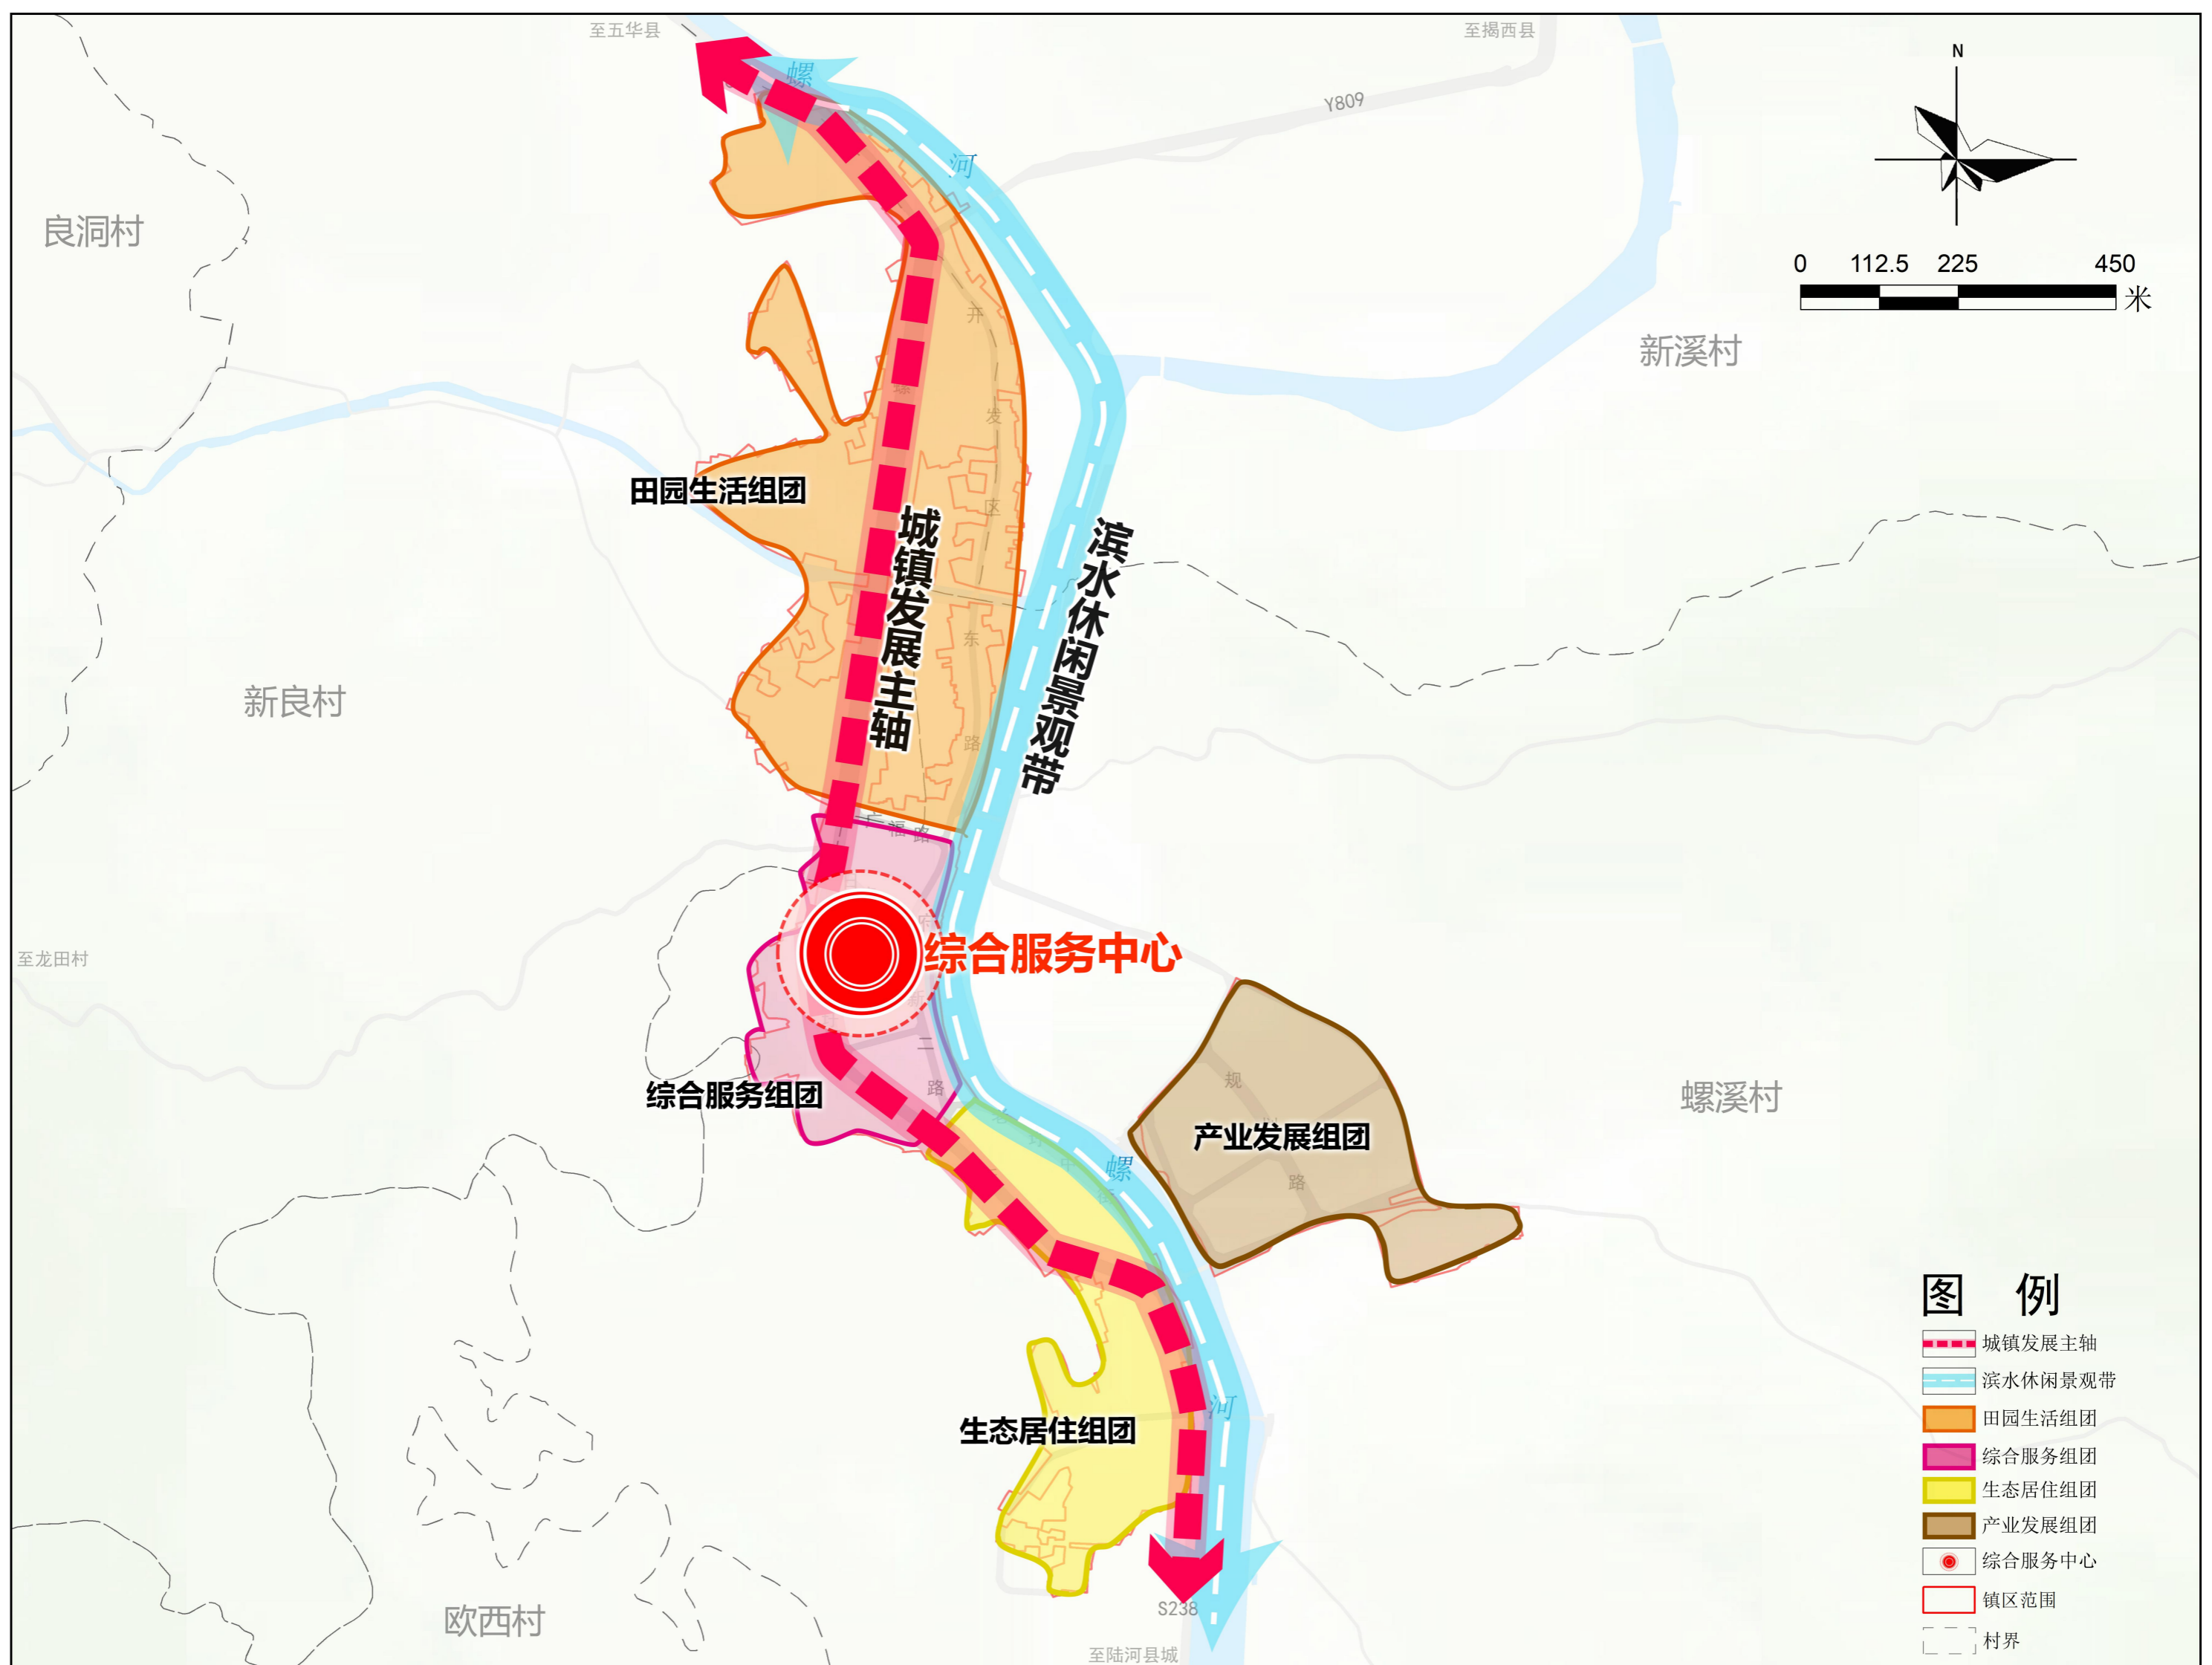 至五华县
至揭西县
N
Y809
螺
河
良洞村
0 112.5 225 450
米
新溪村
开
发
区
东
路
田园生活组团
城镇发展主轴
滨水休闲景观带
新良村
广福路
至龙田村
综合服务中心
新
二
路
综合服务组团
规
划
路
产业发展组团
螺溪村
螺
河
生态居住组团
欧西村
S238
至陆河县城
图 例
城镇发展主轴
滨水休闲景观带
田园生活组团
综合服务组团
生态居住组团
产业发展组团
综合服务中心
镇区范围
村界